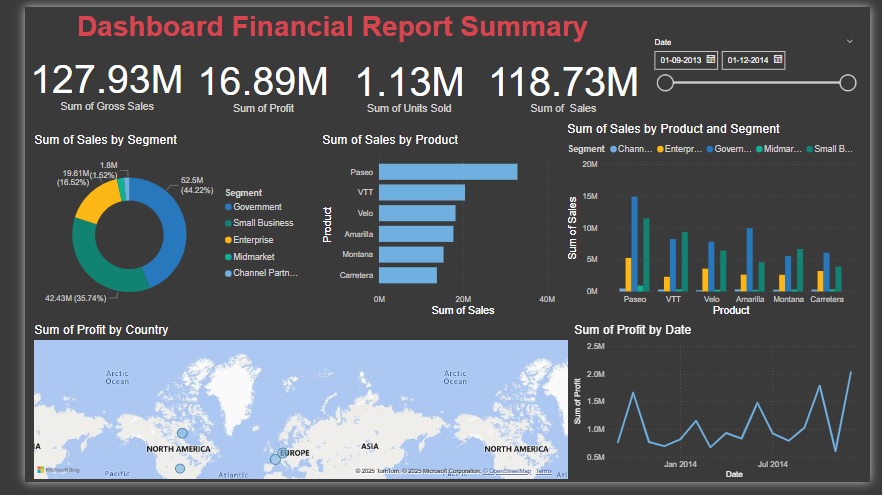 Dashboard Financial Report Summary
127.93M
Sum of Gross Sales
16.89M
Sum of Profit
1.13M
Sum of Units Sold
118.73M
Sum of Sales
Date
01-09-2013
01-12-2014
Sum of Sales by Segment
1.8M
(1.52%)
19.61M
(16.52%)
52.5M
(44.22%)
42.43M (35.74%)
Segment
Government
Small Business
Enterprise
Midmarket
Channel Partn...
Sum of Sales by Product
Product
Paseo
VTT
Velo
Amarilla
Montana
Carretera
0M 20M 40M
Sum of Sales
Sum of Sales by Product and Segment
Segment Chann... Enterpr... Govern... Midmar... Small B...
Sum of Sales
20M
15M
10M
5M
0M
Paseo VTT Velo Amarilla Montana Carretera
Product
Sum of Profit by Country
Arctic
Ocean
Arctic
Ocean
NORTH AMERICA
EUROPE
ASIA
NORTH AMERICA
Pacific
Atlantic
Pacific
Microsoft Bing
© 2025 TomTom, © 2025 Microsoft Corporation, © OpenStreetMap Terms
Sum of Profit by Date
Sum of Profit
2.5M
2.0M
1.5M
1.0M
0.5M
Jan 2014 Jul 2014
Date